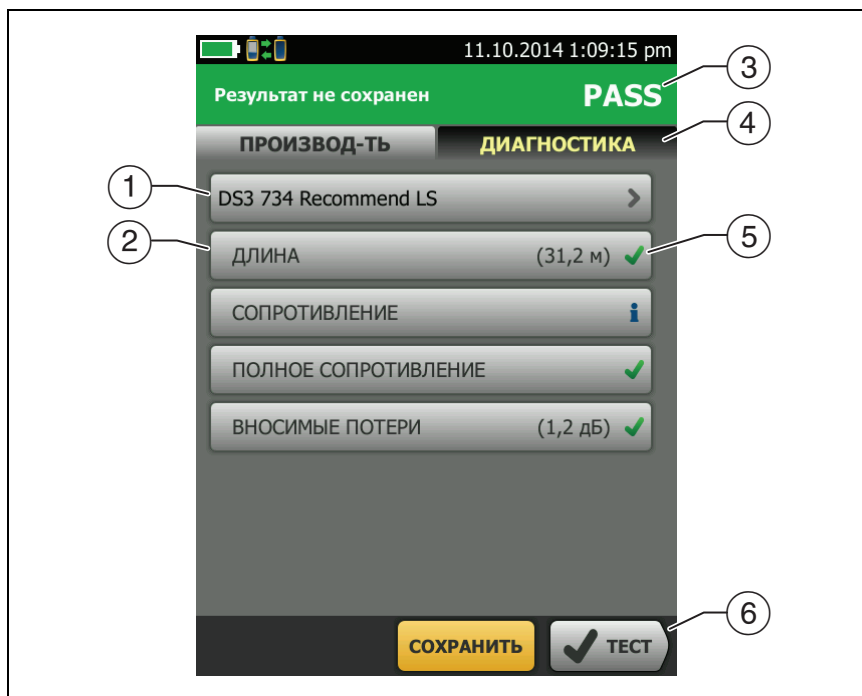 11.10.2014 1:09:15 pm
Результат не сохранен PASS
ПРОИЗВОД-ТЬ ДИАГНОСТИКА
DS3 734 Recommend LS
ДЛИНА (31,2 м)
СОПРОТИВЛЕНИЕ i
ПОЛНОЕ СОПРОТИВЛЕНИЕ
ВНОСИМЫЕ ПОТЕРИ (1,2 дБ)
СОХРАНИТЬ ТЕСТ
1
2
3
4
5
6